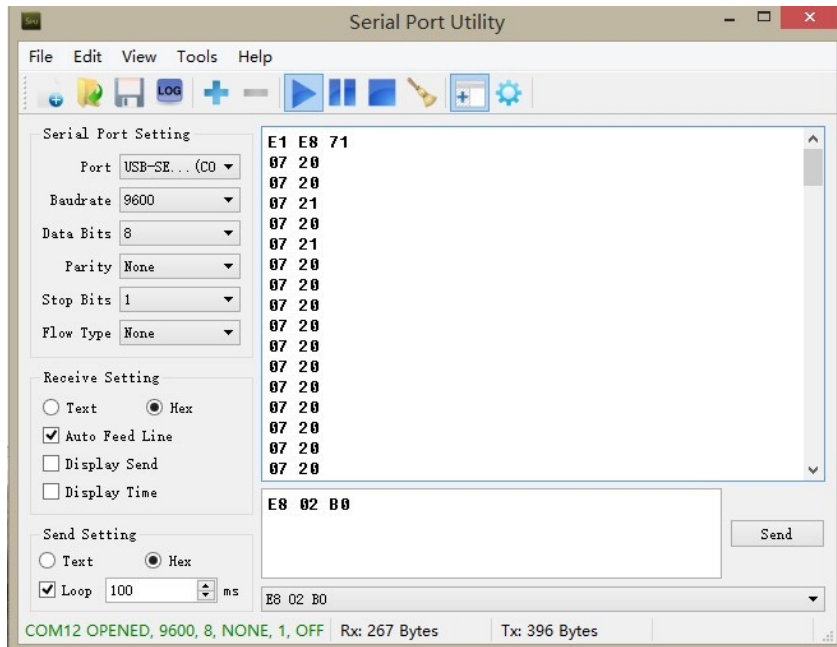 Serial Port Utility
File Edit View Tools Help
LOG
Serial Port Setting
Port USB-SE...(CO
Baudrate 9600
Data Bits 8
Parity None
Stop Bits 1
Flow Type None
Receive Setting
Text Hex
Auto Feed Line
Display Send
Display Time
Send Setting
Text Hex
Loop 100 ms
E1 E8 71
07 20
07 20
07 21
07 20
07 21
07 20
07 20
07 20
07 20
07 20
07 20
07 20
07 20
07 20
07 20
07 20
E8 02 B0
Send
E8 02 B0
COM12 OPENED, 9600, 8, NONE, 1, OFF Rx: 267 Bytes Tx: 396 Bytes